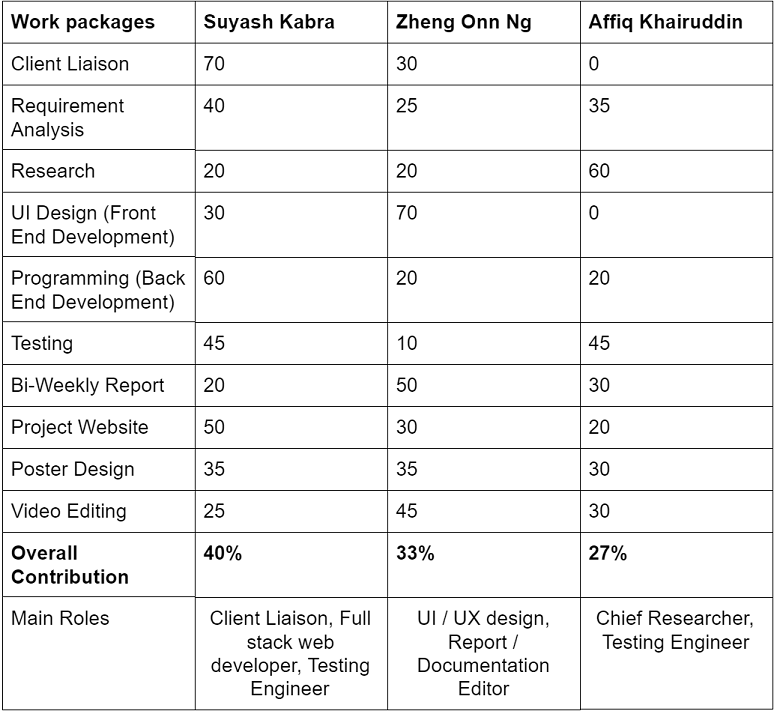 Work packages Suyash Kabra Zheng Onn Ng Affiq Khairuddin
Client Liaison 70 30 0
Requirement 40 25 35
Analysis
Research 20 20 60
UI Design (Front 30 70 0
End Development)
Programming (Back 60 20 20
End Development)
Testing 45 10 45
Bi-Weekly Report 20 50 30
Project Website 50 30 20
Poster Design 35 35 30
Video Editing 25 45 30
Overall 40% 33% 27%
Contribution
Main Roles Client Liaison, Full UI / UX design, Chief Researcher,
stack web Report / Testing Engineer
developer, Testing Documentation
Engineer Editor